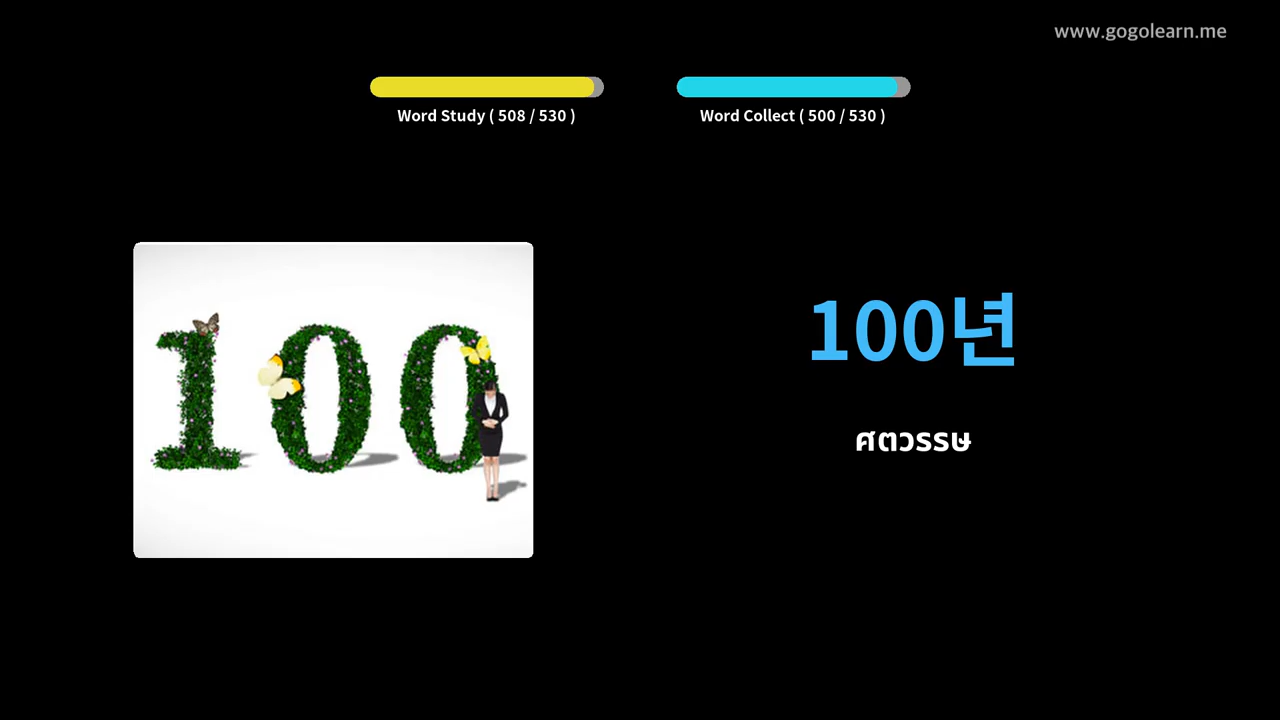 www.gogolearn.me
Word Study ( 508 / 530 )
Word Collect ( 500 / 530 )
100
100년
ศตวรรษ